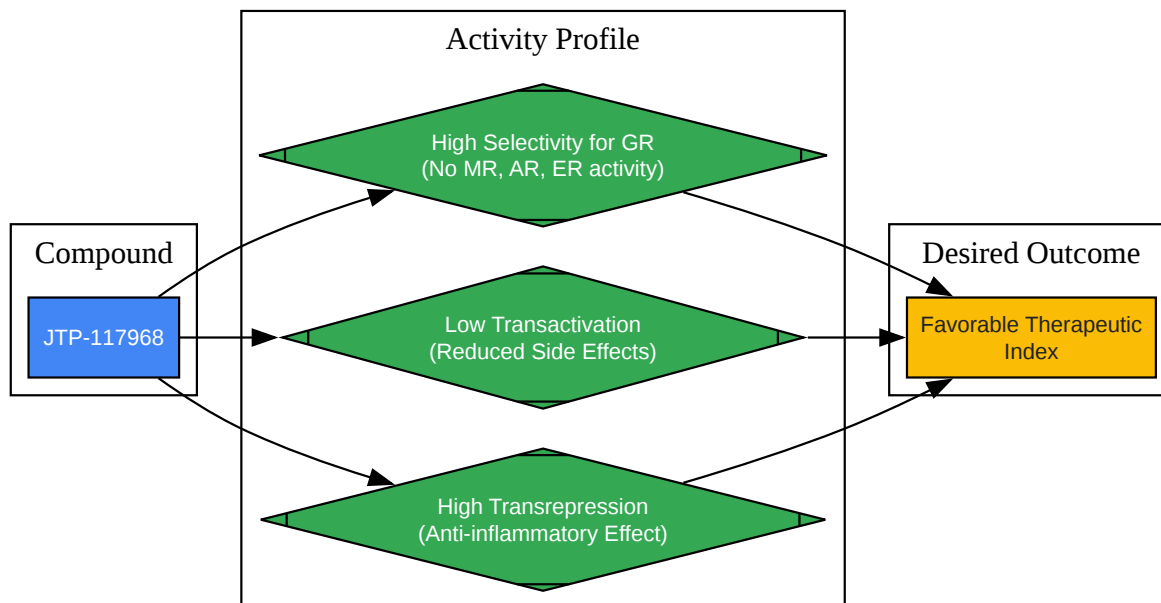 Activity Profile
High Selectivity for GR
(No MR, AR, ER activity)
Compound
JTP-117968
Low Transactivation
(Reduced Side Effects)
High Transrepression
(Anti-inflammatory Effect)
Desired Outcome
Favorable Therapeutic
Index